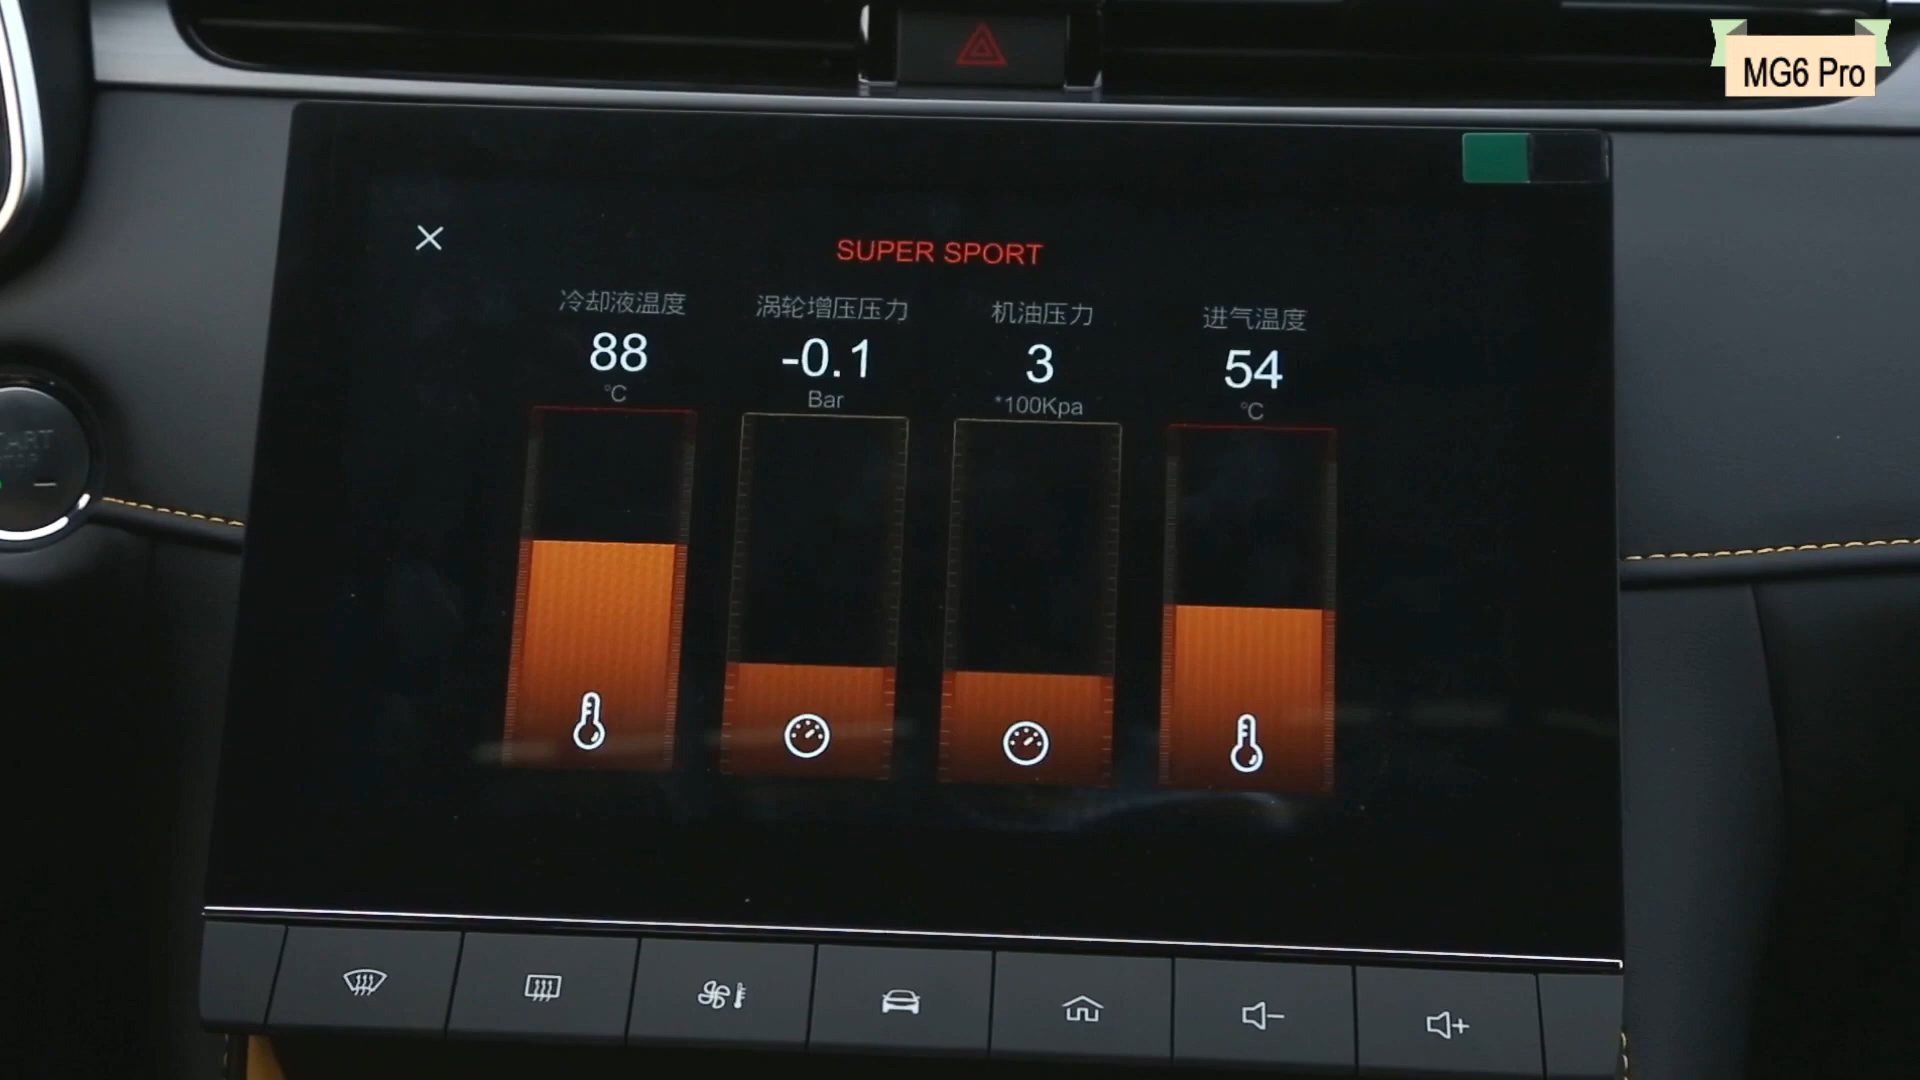 MG6 Pro
SUPER SPORT
冷却液温度
88
°C
涡轮增压压力
-0.1
Bar
机油压力
3
*100Kpa
进气温度
54
°C